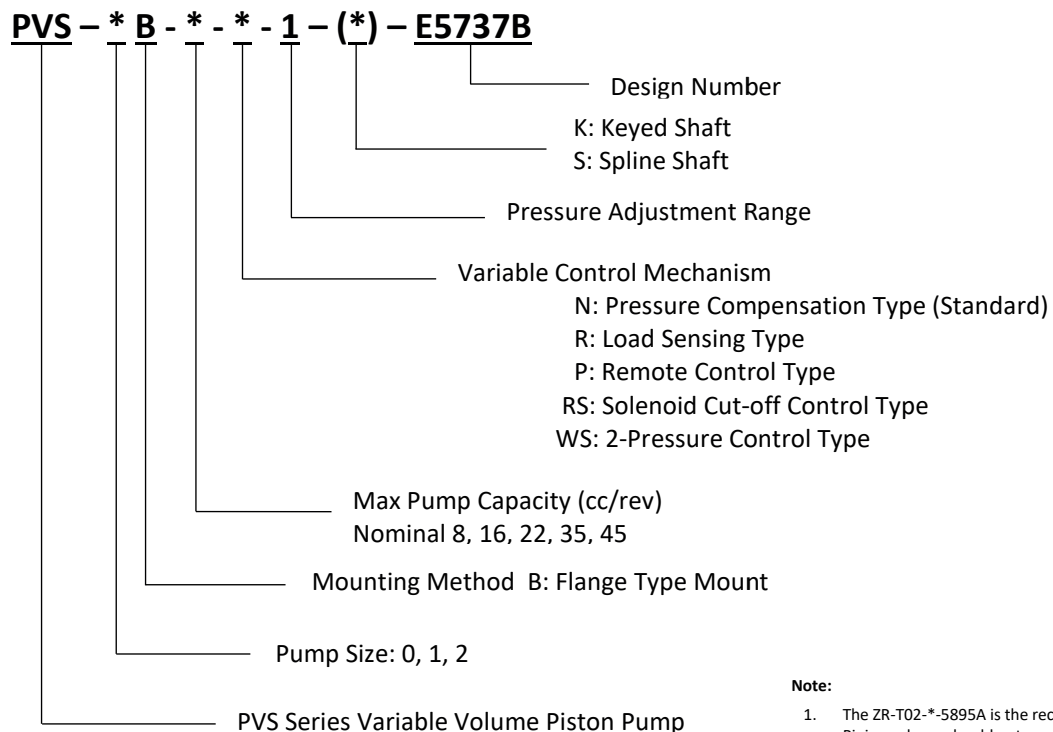 PVS – * B - * - * - 1 – (*) – E5737B
Design Number
K: Keyed Shaft
S: Spline Shaft
Pressure Adjustment Range
Variable Control Mechanism
N: Pressure Compensation Type (Standard)
R: Load Sensing Type
P: Remote Control Type
RS: Solenoid Cut-off Control Type
WS: 2-Pressure Control Type
Max Pump Capacity (cc/rev)
Nominal 8, 16, 22, 35, 45
Mounting Method B: Flange Type Mount
Pump Size: 0, 1, 2
PVS Series Variable Volume Piston Pump
Note:
1. The ZR-T02-*-5895A is the rec